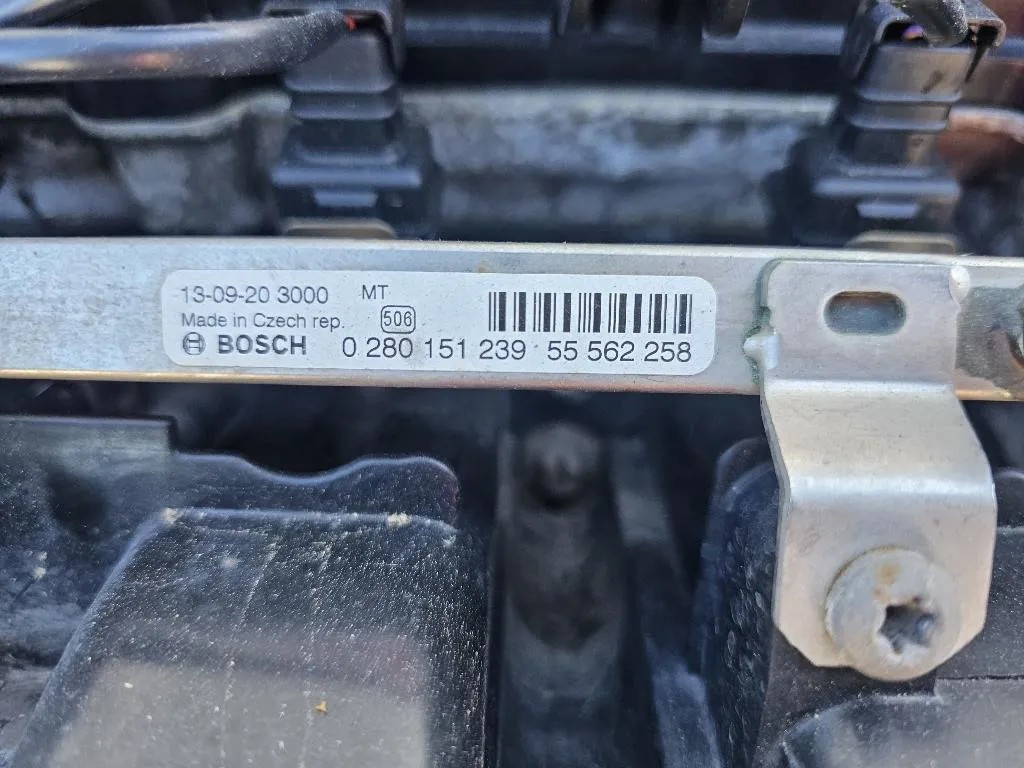 13-09-20 3000 MT
Made in Czech rep. 506
BOSCH 0 280 151 239 55 562 258